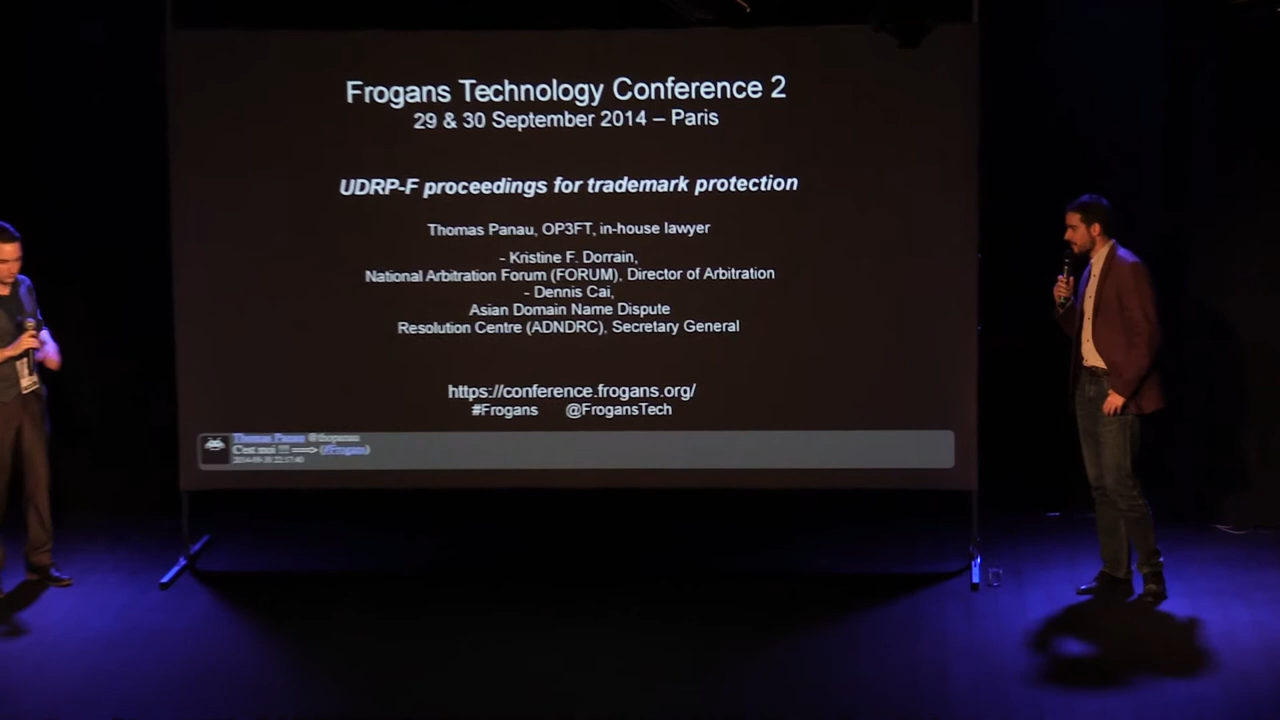 Frogans Technology Conference 2
29 & 30 September 2014 – Paris
UDRP-F proceedings for trademark protection
Thomas Panau, OP3FT, in-house lawyer
- Kristine F. Dorrain,
National Arbitration Forum (FORUM), Director of Arbitration
- Dennis Cai,
Asian Domain Name Dispute
Resolution Centre (ADNDRC), Secretary General
https://conference.frogans.org/
#Frogans @FrogansTech
Thomas Panau
C'est moi !!! ===> (#Frogans)